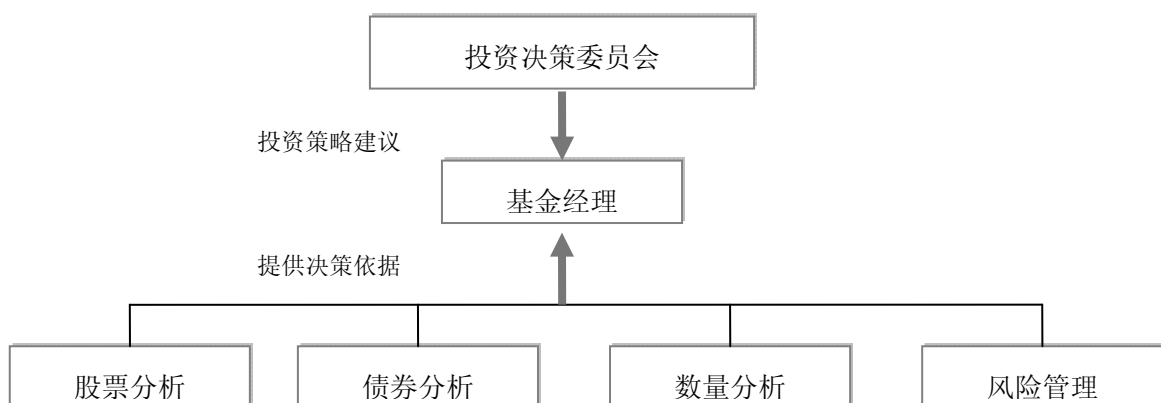 投资决策委员会
投资策略建议
基金经理
提供决策依据
股票分析
债券分析
数量分析
风险管理